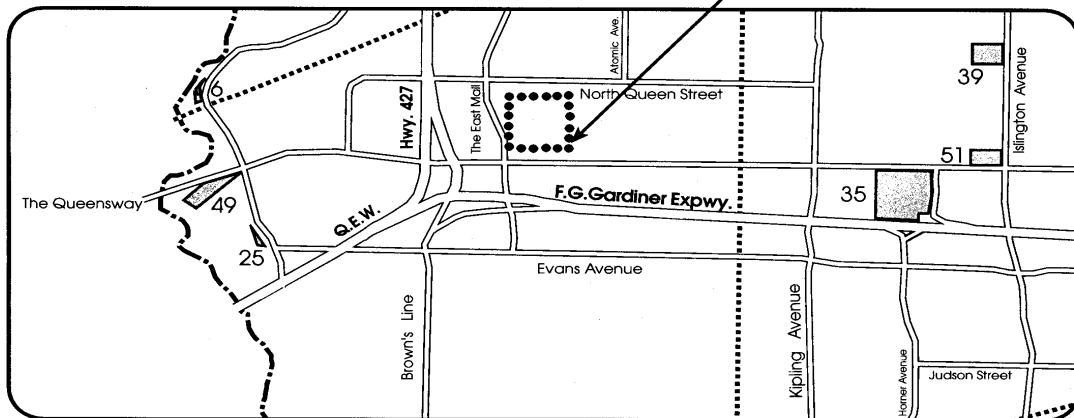 Atomic Ave.
39
Islington Avenue
6
Hwy. 427
The East Mall
North Queen Street
51
The Queensway
49
35
F.G.Gardiner Expwy.
Q.E.W.
25
Evans Avenue
Brown's Line
Kipling Avenue
Horner Avenue
Judson Street